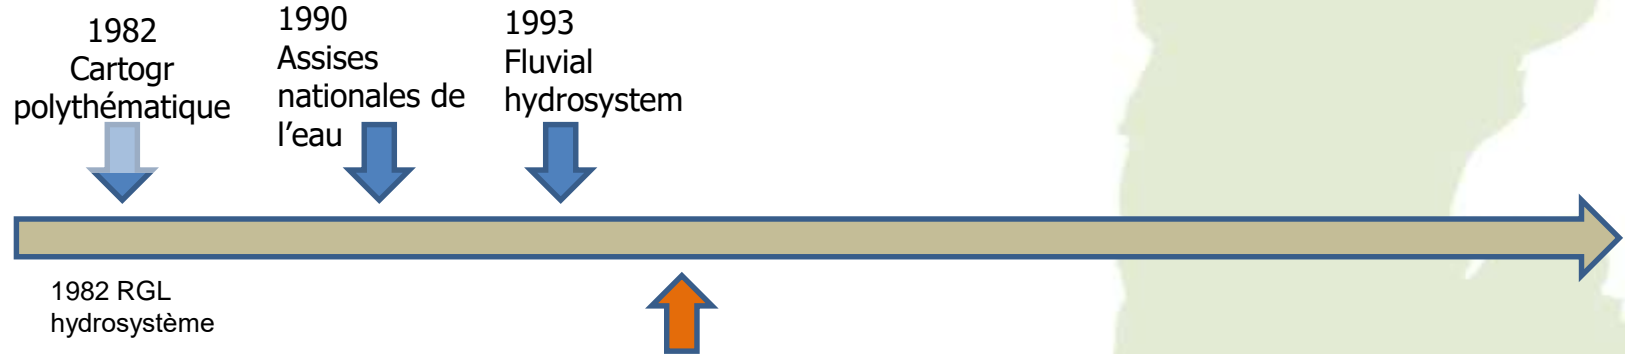 1982
Cartogr
polythématique
1990
Assises
nationales de
l’eau
1993
Fluvial
hydrosystem
1982 RGL
hydrosystème